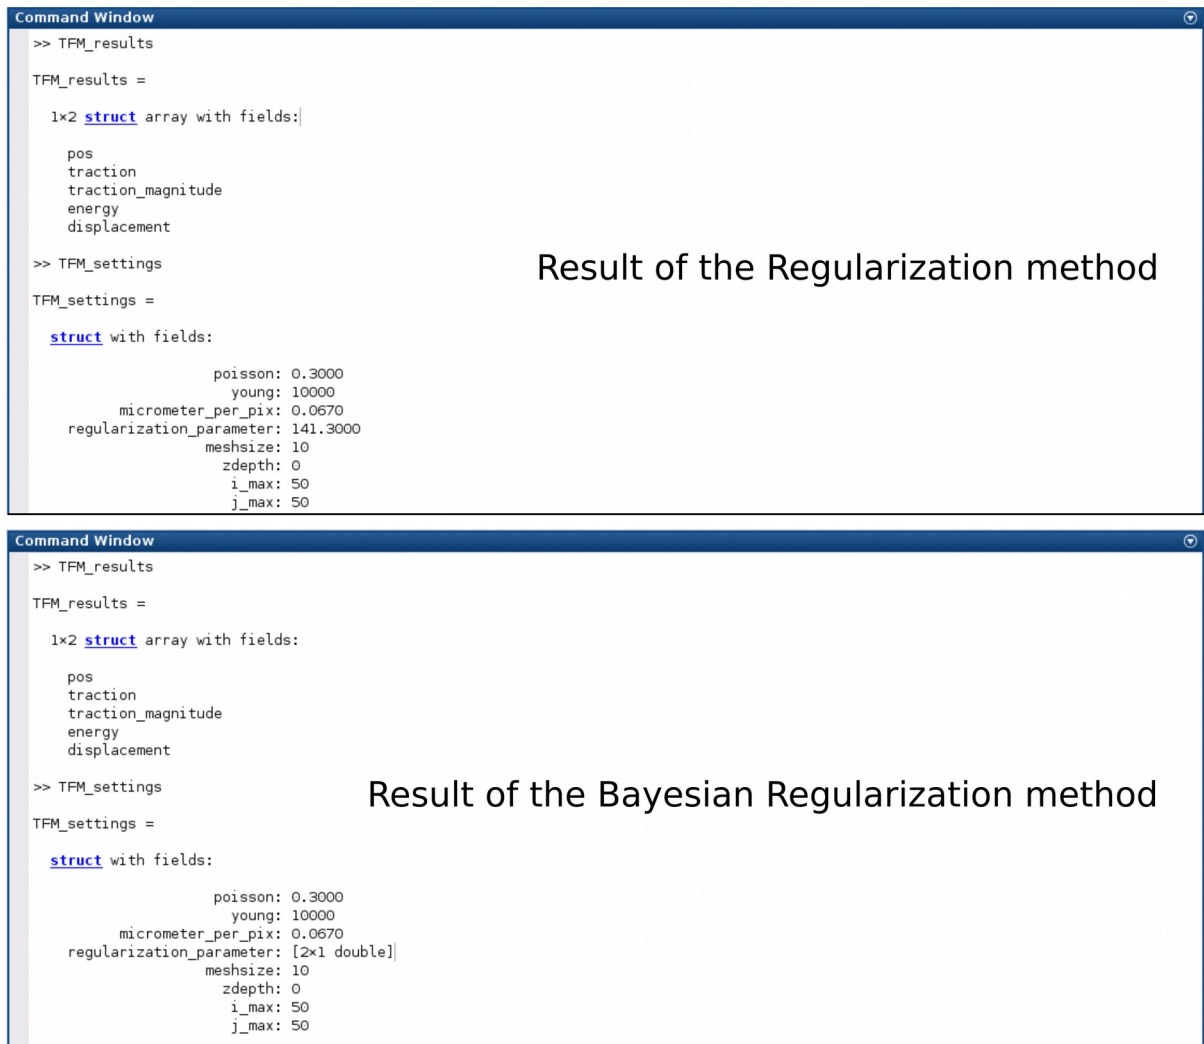 Command Window
>> TFM_results
TFM_results =
1×2 struct array with fields:
pos
traction
traction_magnitude
energy
displacement
>> TFM_settings
Result of the Regularization method
TFM_settings =
struct with fields:
poisson: 0.3000
young: 10000
micrometer_per_pix: 0.0670
regularization_parameter: 141.3000
meshsize: 10
zdepth: 0
i_max: 50
j_max: 50
Command Window
>> TFM_results
TFM_results =
1×2 struct array with fields:
pos
traction
traction_magnitude
energy
displacement
>> TFM_settings
Result of the Bayesian Regularization method
TFM_settings =
struct with fields:
poisson: 0.3000
young: 10000
micrometer_per_pix: 0.0670
regularization_parameter: [2×1 double]
meshsize: 10
zdepth: 0
i_max: 50
j_max: 50